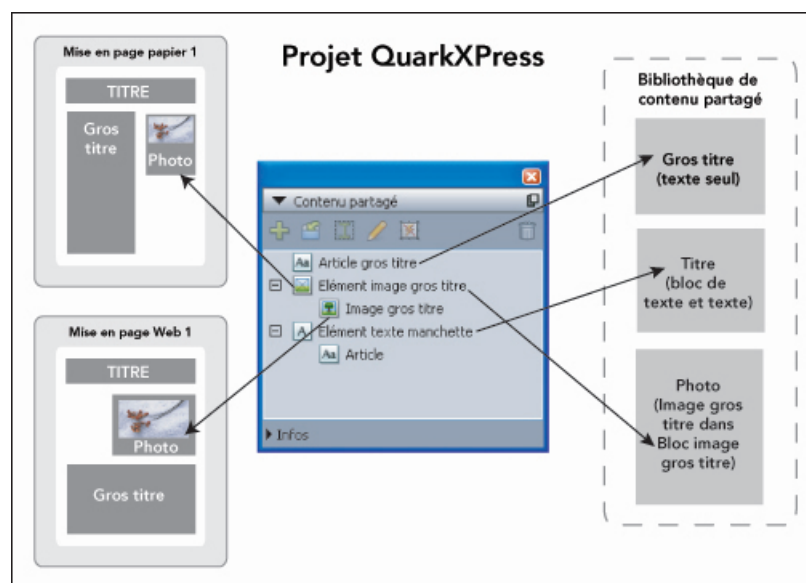 Projet QuarkXPress
Mise en page papier 1
TITRE
Gros
titre
Photo
Mise en page Web 1
TITRE
Photo
Gros titre
Contenu partagé
Aa Article gros titre
Elément image gros titre
Image gros titre
A Elément texte manchette
Aa Article
Infos
Bibliothèque de
contenu partagé
Gros titre
(texte seul)
Titre
(bloc de
texte et texte)
Photo
(Image gros
titre dans
Bloc image
gros titre)